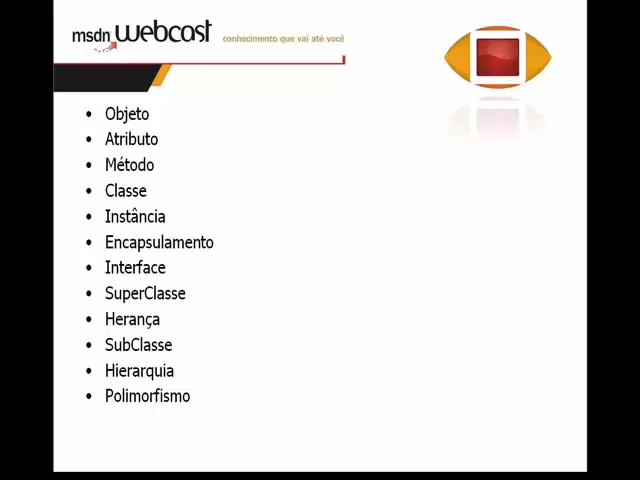 msdn webcast conhecimento que vai até você
• Objeto
• Atributo
• Método
• Classe
• Instância
• Encapsulamento
• Interface
• SuperClasse
• Herança
• SubClasse
• Hierarquia
• Polimorfismo